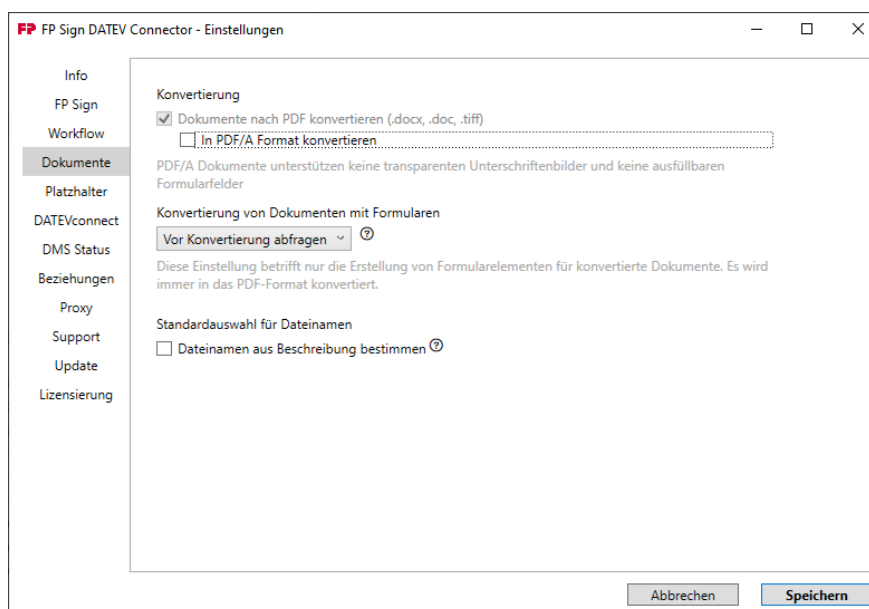 FP FP Sign DATEV Connector - Einstellungen
Info
FP Sign
Workflow
Dokumente
Platzhalter
DATEVconnect
DMS Status
Beziehungen
Proxy
Support
Update
Lizensierung
Konvertierung
Dokumente nach PDF konvertieren (.docx, .doc, .tiff)
In PDF/A Format konvertieren
PDF/A Dokumente unterstützen keine transparenten Unterschriftenbilder und keine ausfüllbaren
Formularfelder
Konvertierung von Dokumenten mit Formularen
Vor Konvertierung abfragen ?
Diese Einstellung betrifft nur die Erstellung von Formularelementen für konvertierte Dokumente. Es wird
immer in das PDF-Format konvertiert.
Standardauswahl für Dateinamen
Dateinamen aus Beschreibung bestimmen ?
Abbrechen
Speichern